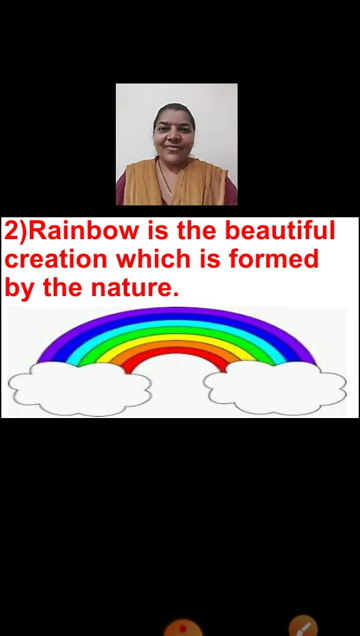 2)Rainbow is the beautiful
creation which is formed
by the nature.